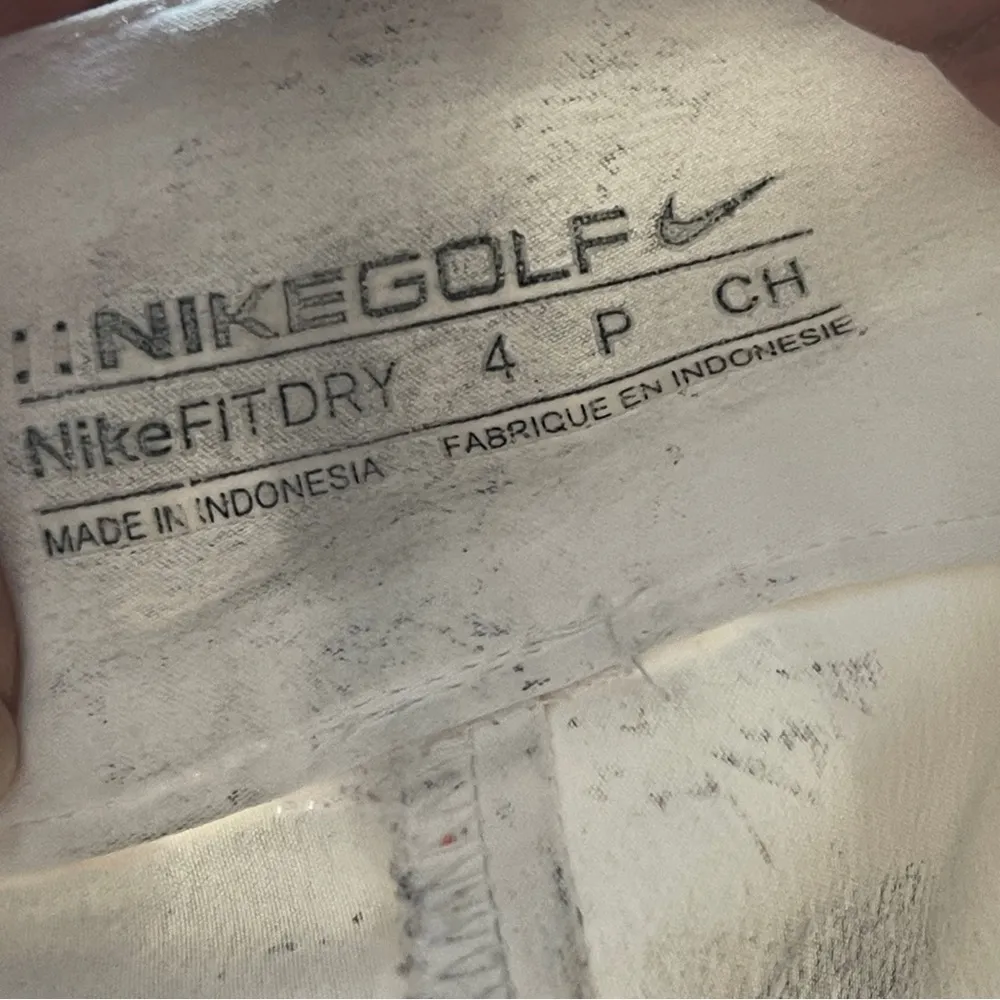 NIKEGOLF
NikeFITDRY 4 P CH
MADE IN INDONESIA FABRIQUE EN INDONESIE